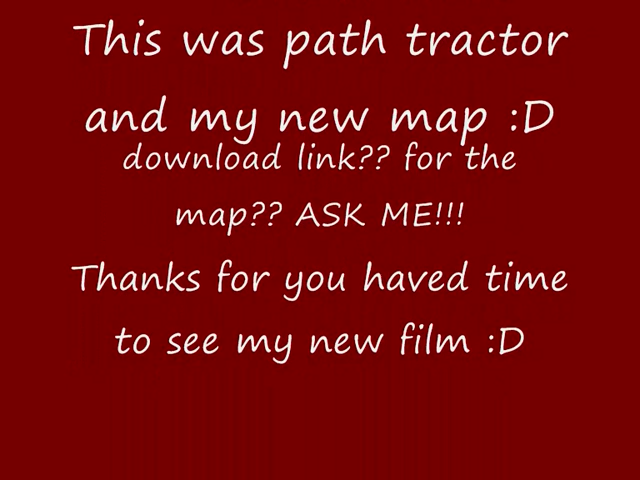 This was path tractor
and my new map :D
download link?? for the
map?? ASK ME!!!
Thanks for you haved time
to see my new film :D